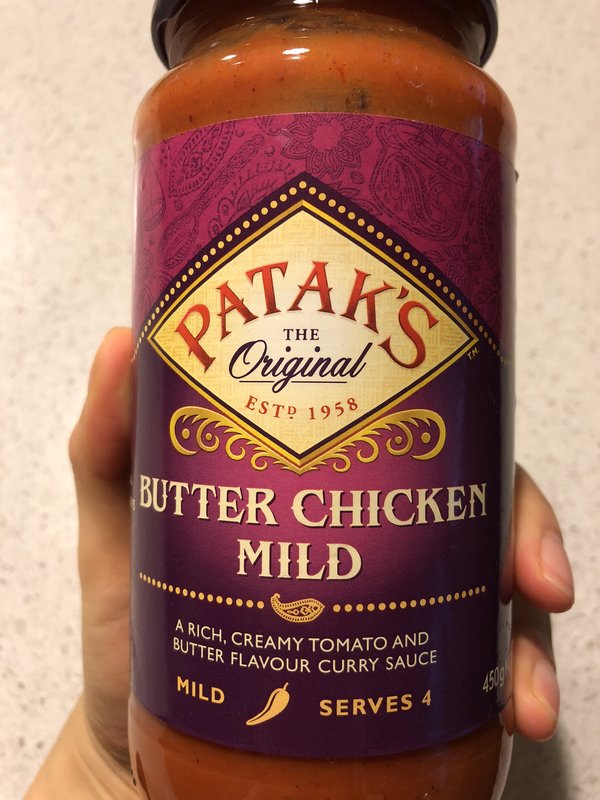 PATAK'S
THE
Original
ESTD 1958
T.M.
BUTTER CHICKEN
MILD
A RICH, CREAMY TOMATO AND
BUTTER FLAVOUR CURRY SAUCE
MILD
SERVES 4
450g